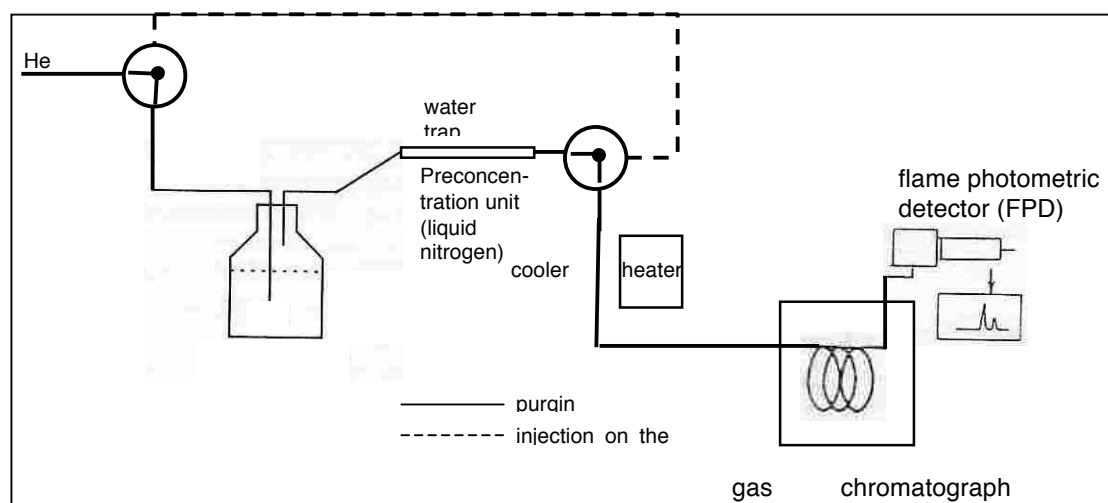 He
water
trap
Preconcen-
tration unit
(liquid
nitrogen)
cooler
heater
flame photometric
detector (FPD)
purgin
injection on the
gas chromatograph